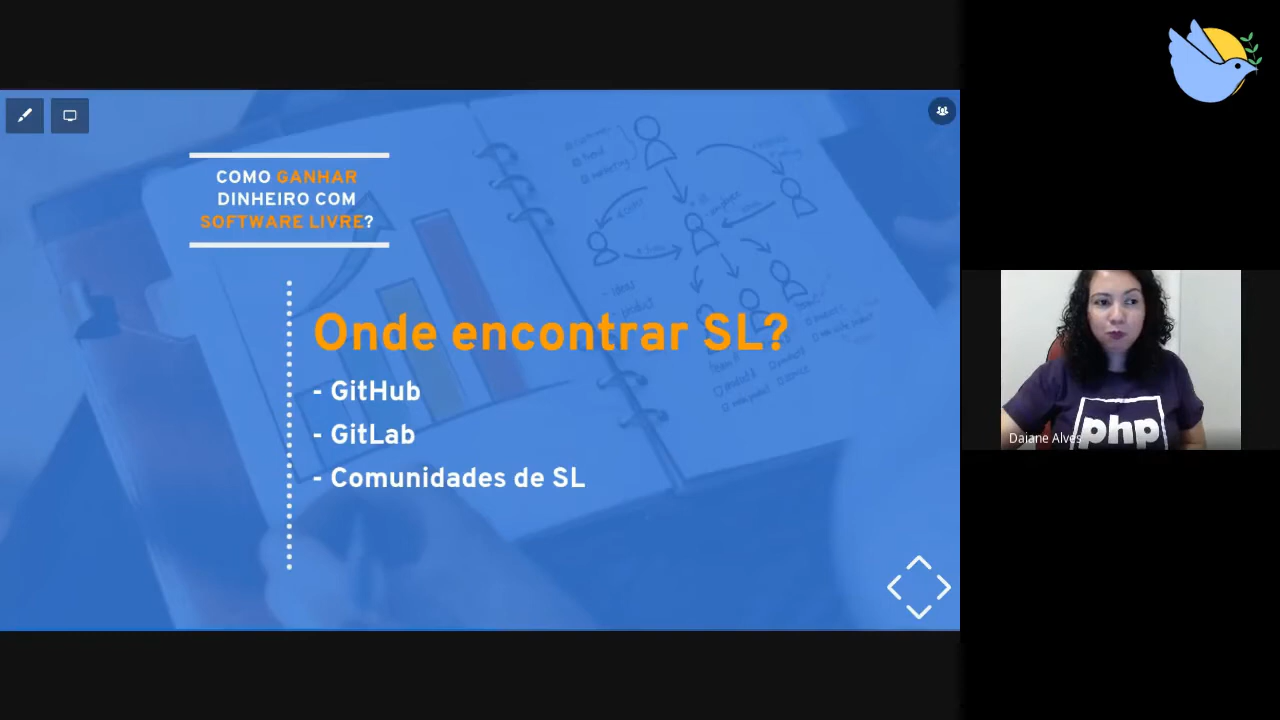 COMO GANHAR
DINHEIRO COM
SOFTWARE LIVRE?
Onde encontrar SL?
- GitHub
- GitLab
- Comunidades de SL
Daiane Alves
php